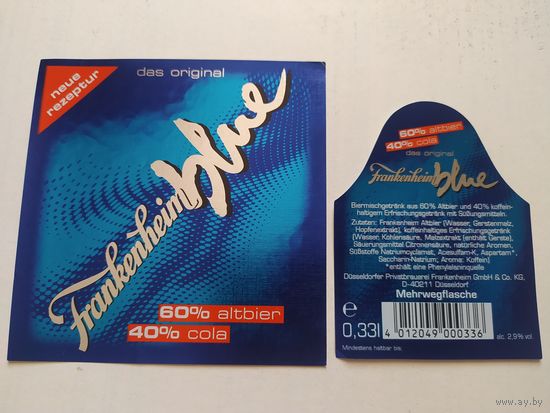 neue
rezeptur
das original
Frankenheim blue
60% altbier
40% cola
60% altbier
40% cola
das original
Frankenheim blue
Biermischgetränk aus 60% Altbier und 40% koffein-
haltigem Erfrischungsgetränk mit Süßungsmitteln.
Zutaten: Frankenheim Altbier (Wasser, Gerstenmalz,
Hopfenextrakt), koffeinhaltiges Erfrischungsgetränk
(Wasser, Kohlensäure, Malzextrakt (enthält Gerste),
Säuerungsmittel Citronensäure, natürliche Aromen,
Süßstoffe Natriumcyclamat, Acesulfam-K, Aspartam*,
Saccharin-Natrium; Aroma: Koffein)
*enthält eine Phenylalaninquelle
Düsseldorfer Privatbrauerei Frankenheim GmbH & Co. KG,
D-40211 Düsseldorf
Mehrwegflasche
e
0,33l
4 012049 000336
alc. 2,9% vol.
Mindestens haltbar bis:
www.ay.by